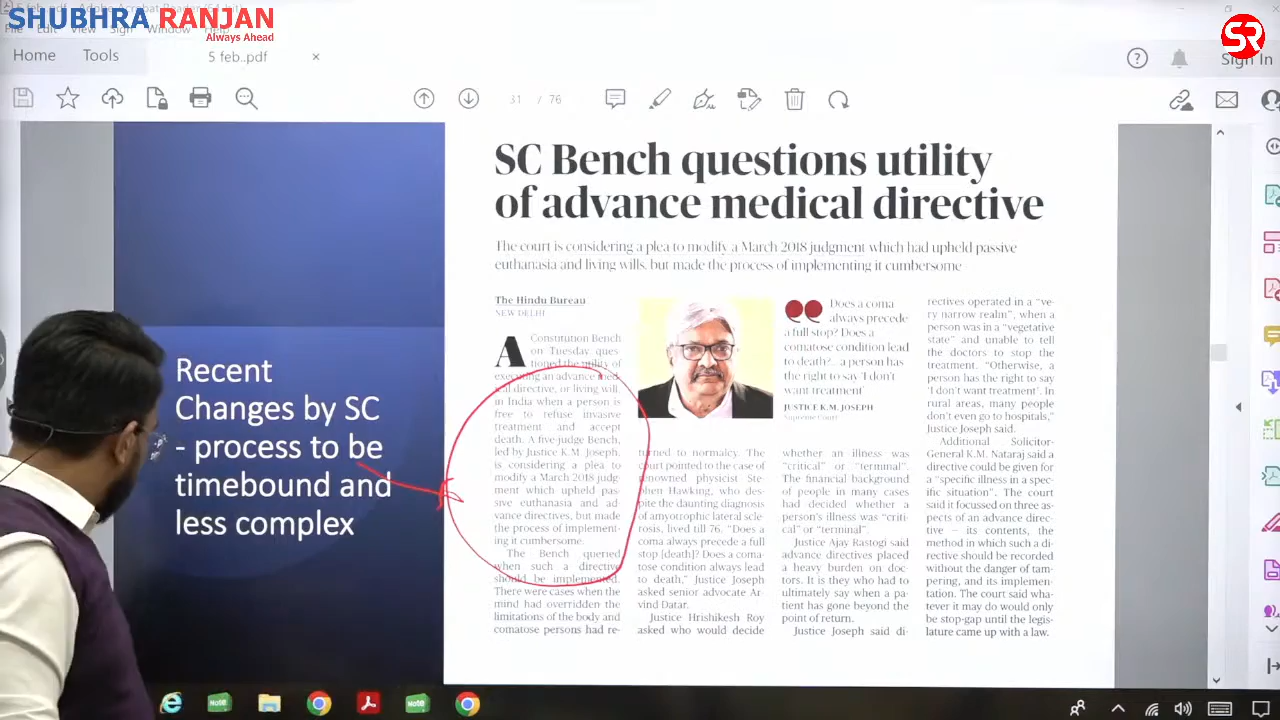 SHUBHRA RANJAN
Always Ahead
SR
File Edit View Sign Window Help
Home Tools 5 feb..pdf ×
Sign In
31 / 76
Recent
Changes by SC
- process to be
timebound and
less complex
SC Bench questions utility
of advance medical directive
The court is considering a plea to modify a March 2018 judgment which had upheld passive
euthanasia and living wills, but made the process of implementing it cumbersome
The Hindu Bureau
NEW DELHI
A Constitution Bench
on Tuesday ques-
tioned the utility of
executing an advance med-
ical directive, or living will,
in India when a person is
free to refuse invasive
treatment and accept
death. A five-judge Bench,
led by Justice K.M. Joseph,
is considering a plea to
modify a March 2018 judg-
ment which upheld pas-
sive euthanasia and ad-
vance directives, but made
the process of implement-
ing it cumbersome.
The Bench queried
when such a directive
should be implemented.
There were cases when the
mind had overridden the
limitations of the body and
comatose persons had re-
turned to normalcy. The
court pointed to the case of
renowned physicist Ste-
phen Hawking, who des-
pite the daunting diagnosis
of amyotrophic lateral scle-
rosis, lived till 76. "Does a
coma always precede a full
stop [death]? Does a coma-
tose condition always lead
to death," Justice Joseph
asked senior advocate Ar-
vind Datar.
Justice Hrishikesh Roy
asked who would decide
Does a coma
always precede
a full stop? Does a
comatose condition lead
to death?.. a person has
the right to say 'I don't
want treatment'
JUSTICE K.M. JOSEPH
Supreme Court
whether an illness was
"critical" or "terminal".
The financial background
of people in many cases
had decided whether a
person's illness was "criti-
cal" or "terminal".
Justice Ajay Rastogi said
advance directives placed
a heavy burden on doc-
tors. It is they who had to
ultimately say when a pa-
tient has gone beyond the
point of return.
Justice Joseph said di-
rectives operated in a "ve-
ry narrow realm", when a
person was in a "vegetative
state" and unable to tell
the doctors to stop the
treatment. "Otherwise, a
person has the right to say
'I don't want treatment'. In
rural areas, many people
don't even go to hospitals,"
Justice Joseph said.
Additional Solicitor-
General K.M. Nataraj said a
directive could be given for
a "specific illness in a spec-
ific situation". The court
said it focussed on three as-
pects of an advance direc-
tive – its contents, the
method in which such a di-
rective should be recorded
without the danger of tam-
pering, and its implemen-
tation. The court said wha-
tever it may do would only
be stop-gap until the legis-
lature came up with a law.